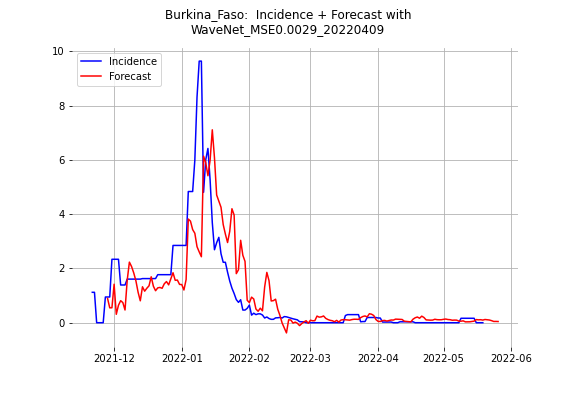 Burkina_Faso:  Incidence + Forecast with
WaveNet_MSE0.0029_20220409
Incidence
Forecast
10
8
6
4
2
0
2021-12 2022-01 2022-02 2022-03 2022-04 2022-05 2022-06